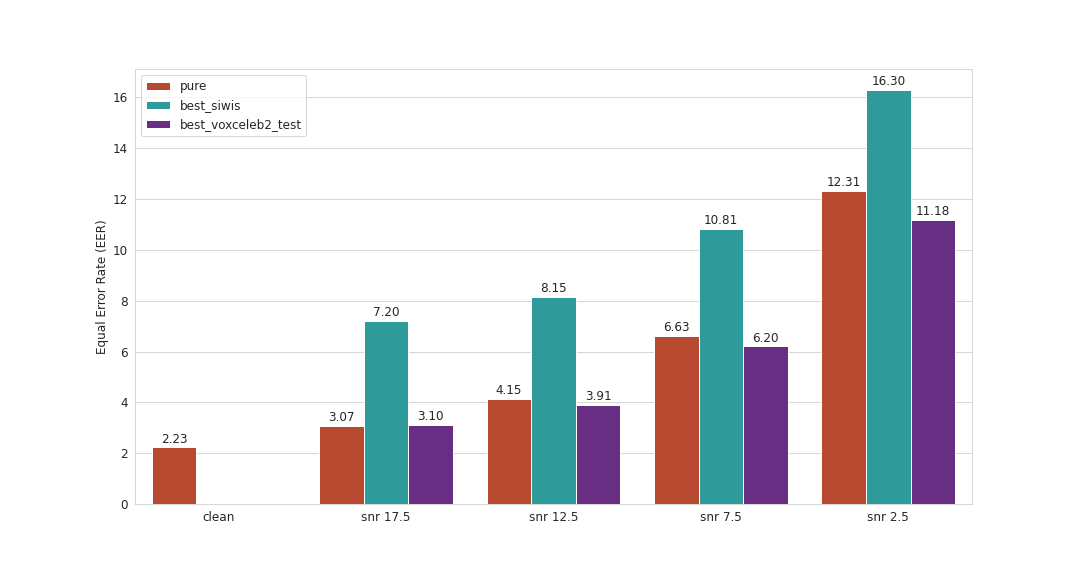 pure
best_siwis
best_voxceleb2_test
Equal Error Rate (EER)
16
14
12
10
8
6
4
2
0
2.23
3.07
7.20
3.10
4.15
8.15
3.91
6.63
10.81
6.20
12.31
16.30
11.18
clean
snr 17.5
snr 12.5
snr 7.5
snr 2.5